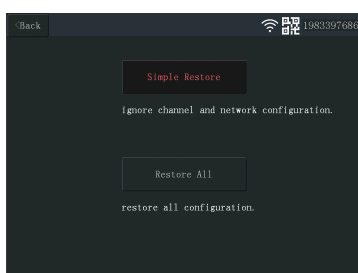 <Back
1983397686
Simple Restore
ignore channel and network configuration.
Restore All
restore all configuration.